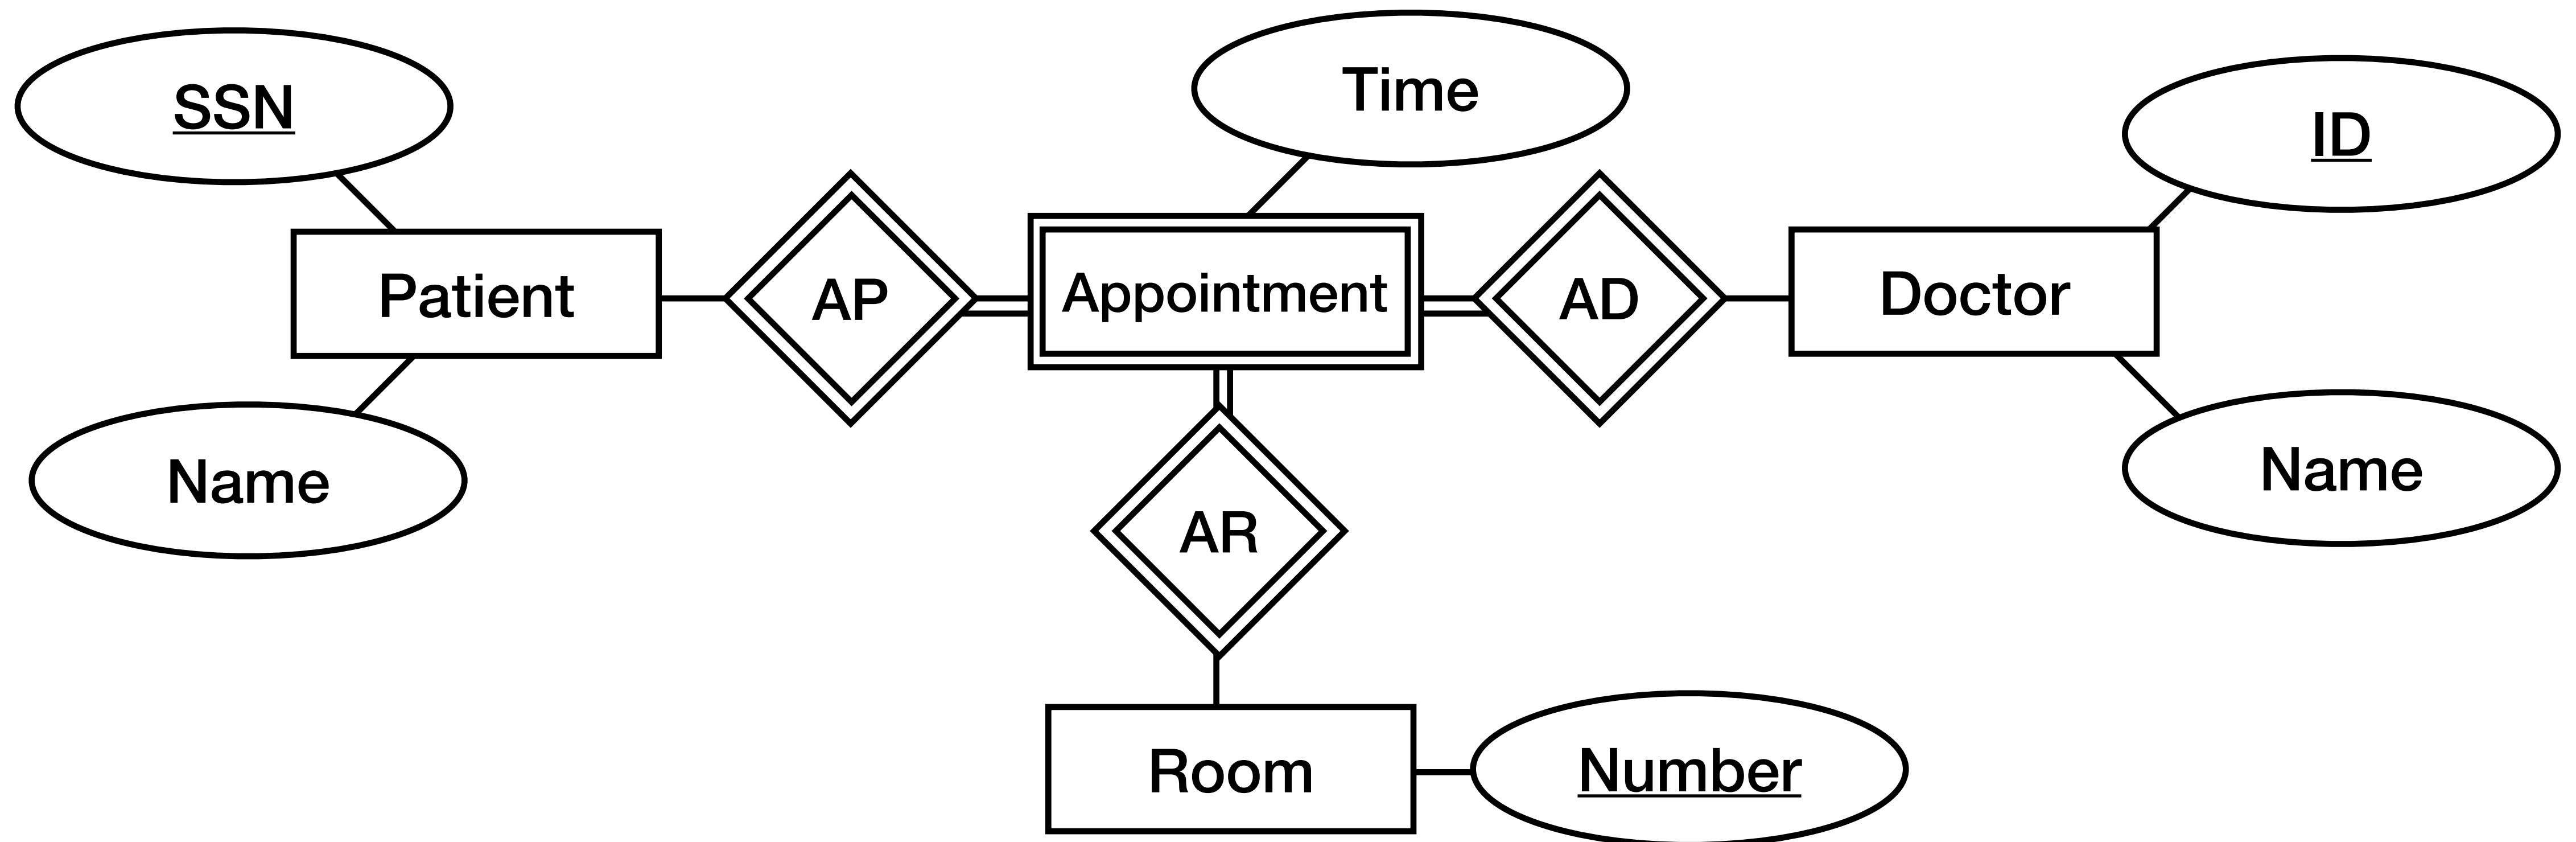 Time
SSN
ID
Patient
AP
Appointment
AD
Doctor
Name
Name
AR
Room
Number